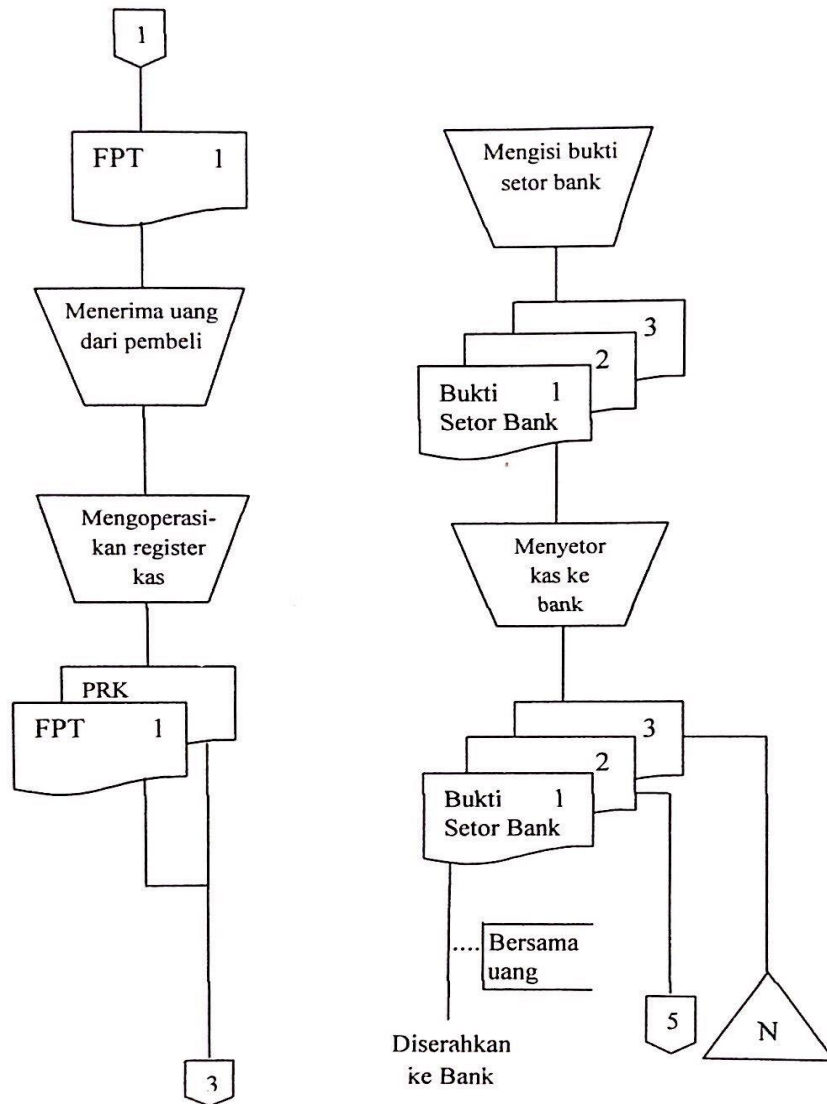 1
FPT 1
Menerima uang
dari pembeli
Mengoperasi-
kan register
kas
PRK
FPT 1
3
Mengisi bukti
setor bank
3
2
Bukti 1
Setor Bank
Menyetor
kas ke
bank
3
2
Bukti 1
Setor Bank
.... Bersama
uang
Diserahkan
ke Bank
5
N